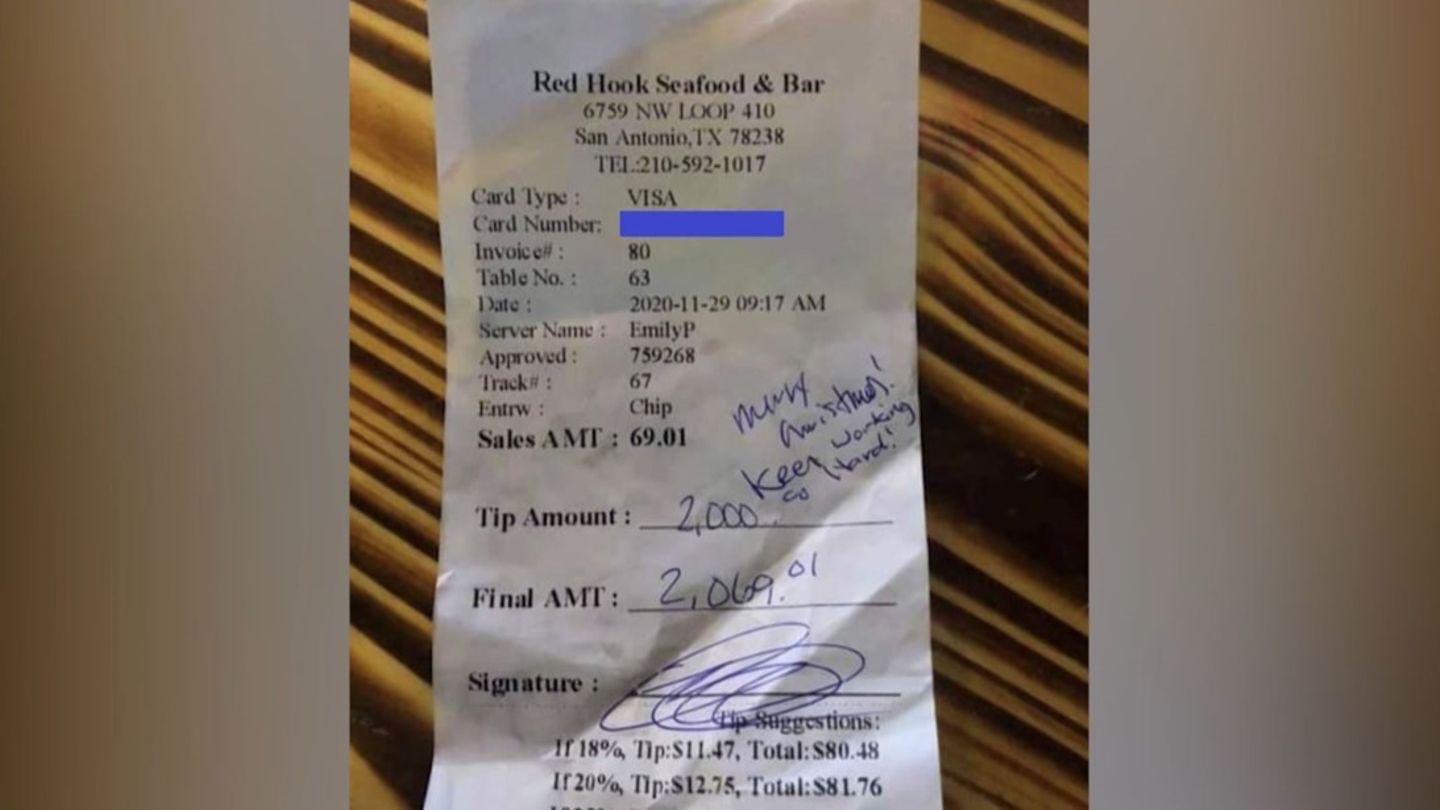 Red Hook Seafood & Bar
6759 NW LOOP 410
San Antonio,TX 78238
TEL:210-592-1017
Card Type : VISA
Card Number:
Invoice# : 80
Table No. : 63
Date : 2020-11-29 09:17 AM
Server Name : EmilyP
Approved : 759268
Track# : 67
Entrw : Chip
Sales AMT : 69.01
Merry
Christmas!
Keep working
so hard!
Tip Amount : 2,000
Final AMT : 2,069.01
Signature :
Tip Suggestions:
If 18%, Tip:$11.47, Total:$80.48
If 20%, Tip:$12.75, Total:$81.76